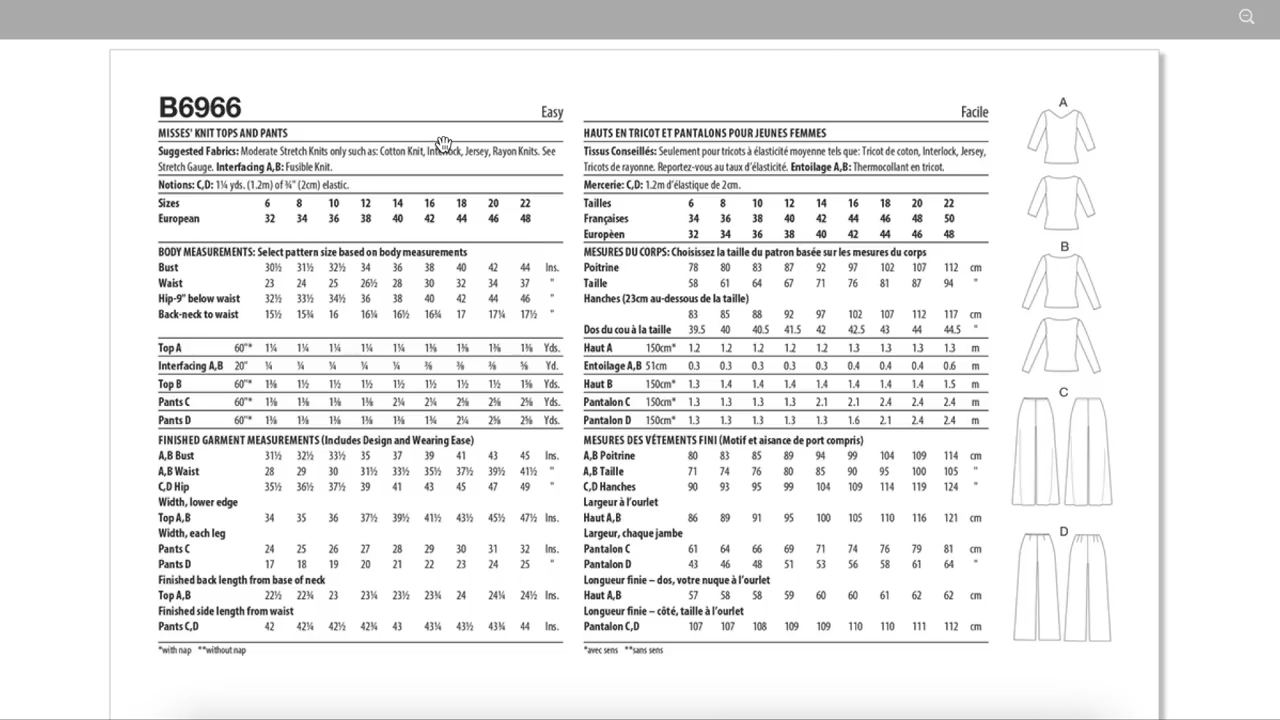 B6966
Easy
MISSES' KNIT TOPS AND PANTS
Suggested Fabrics: Moderate Stretch Knits only such as: Cotton Knit, Interlock, Jersey, Rayon Knits. See
Stretch Gauge. Interfacing A,B: Fusible Knit.
Notions: C,D: 1¼ yds. (1.2m) of ¾" (2cm) elastic.
Sizes 6 8 10 12 14 16 18 20 22
European 32 34 36 38 40 42 44 46 48
BODY MEASUREMENTS: Select pattern size based on body measurements
Bust 30½ 31½ 32½ 34 36 38 40 42 44 Ins.
Waist 23 24 25 26½ 28 30 32 34 37 "
Hip-9" below waist 32½ 33½ 34½ 36 38 40 42 44 46 "
Back-neck to waist 15½ 15¾ 16 16¼ 16½ 16¾ 17 17¼ 17½ "
Top A 60"* 1¼ 1¼ 1¼ 1¼ 1¼ 1⅜ 1⅜ 1⅜ 1⅜ Yds.
Interfacing A,B 20" ¼ ¼ ¼ ¼ ¼ ⅜ ⅜ ⅜ ⅝ Yd.
Top B 60"* 1⅜ 1½ 1½ 1½ 1½ 1½ 1½ 1½ 1⅝ Yds.
Pants C 60"* 1⅜ 1⅜ 1⅜ 1⅜ 2¼ 2¼ 2⅝ 2⅝ 2⅝ Yds.
Pants D 60"* 1⅜ 1⅜ 1⅜ 1⅜ 1⅜ 1¾ 2¼ 2⅝ 2⅝ Yds.
FINISHED GARMENT MEASUREMENTS (Includes Design and Wearing Ease)
A,B Bust 31½ 32½ 33½ 35 37 39 41 43 45 Ins.
A,B Waist 28 29 30 31½ 33½ 35½ 37½ 39½ 41½ "
C,D Hip 35½ 36½ 37½ 39 41 43 45 47 49 "
Width, lower edge
Top A,B 34 35 36 37½ 39½ 41½ 43½ 45½ 47½ Ins.
Width, each leg
Pants C 24 25 26 27 28 29 30 31 32 Ins.
Pants D 17 18 19 20 21 22 23 24 25 "
Finished back length from base of neck
Top A,B 22½ 22¾ 23 23¼ 23½ 23¾ 24 24¼ 24½ Ins.
Finished side length from waist
Pants C,D 42 42¼ 42½ 42¾ 43 43¼ 43½ 43¾ 44 Ins.
*with nap **without nap
Facile
HAUTS EN TRICOT ET PANTALONS POUR JEUNES FEMMES
Tissus Conseillés: Seulement pour tricots à élasticité moyenne tels que: Tricot de coton, Interlock, Jersey,
Tricots de rayonne. Reportez-vous au taux d'élasticité. Entoilage A,B: Thermocollant en tricot.
Mercerie: C,D: 1.2m d'élastique de 2cm.
Tailles 6 8 10 12 14 16 18 20 22
Françaises 34 36 38 40 42 44 46 48 50
Europèen 32 34 36 38 40 42 44 46 48
MESURES DU CORPS: Choisissez la taille du patron basée sur les mesures du corps
Poitrine 78 80 83 87 92 97 102 107 112 cm
Taille 58 61 64 67 71 76 81 87 94 "
Hanches (23cm au-dessous de la taille)
83 85 88 92 97 102 107 112 117 cm
Dos du cou à la taille 39.5 40 40.5 41.5 42 42.5 43 44 44.5 "
Haut A 150cm* 1.2 1.2 1.2 1.2 1.2 1.3 1.3 1.3 1.3 m
Entoilage A,B 51cm 0.3 0.3 0.3 0.3 0.3 0.4 0.4 0.4 0.6 m
Haut B 150cm* 1.3 1.4 1.4 1.4 1.4 1.4 1.4 1.4 1.5 m
Pantalon C 150cm* 1.3 1.3 1.3 1.3 2.1 2.1 2.4 2.4 2.4 m
Pantalon D 150cm* 1.3 1.3 1.3 1.3 1.3 1.6 2.1 2.4 2.4 m
MESURES DES VÉTEMENTS FINI (Motif et aisance de port compris)
A,B Poitrine 80 83 85 89 94 99 104 109 114 cm
A,B Taille 71 74 76 80 85 90 95 100 105 "
C,D Hanches 90 93 95 99 104 109 114 119 124 "
Largeur à l'ourlet
Haut A,B 86 89 91 95 100 105 110 116 121 cm
Largeur, chaque jambe
Pantalon C 61 64 66 69 71 74 76 79 81 cm
Pantalon D 43 46 48 51 53 56 58 61 64 "
Longueur finie – dos, votre nuque à l'ourlet
Haut A,B 57 58 58 59 60 60 61 62 62 cm
Longueur finie – côté, taille à l'ourlet
Pantalon C,D 107 107 108 109 109 110 110 111 112 cm
*avec sens **sans sens
A
B
C
D